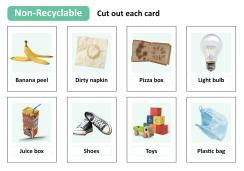 Non-Recyclable Cut out each card
Banana peel Dirty napkin Pizza box Light bulb
Juice box Shoes Toys Plastic bag